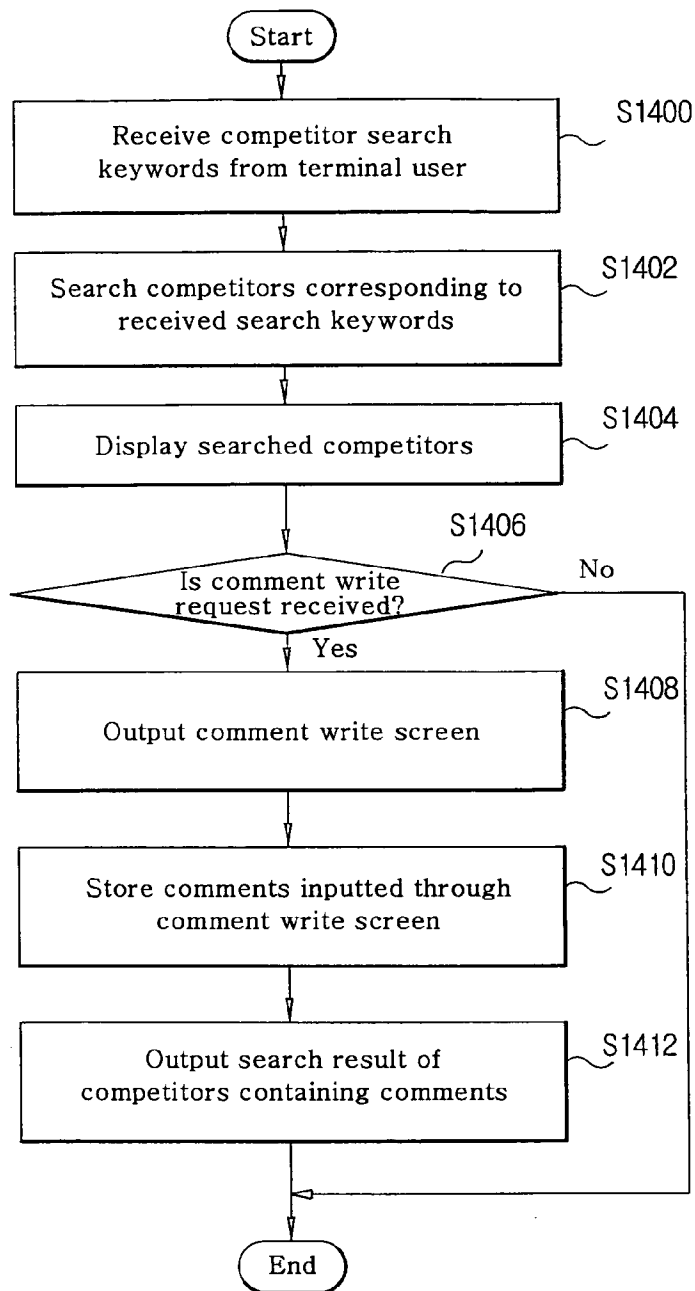 Start
S1400
Receive competitor search
keywords from terminal user
S1402
Search competitors corresponding to
received search keywords
S1404
Display searched competitors
S1406
Is comment write
request received?
No
Yes
S1408
Output comment write screen
S1410
Store comments inputted through
comment write screen
S1412
Output search result of
competitors containing comments
End